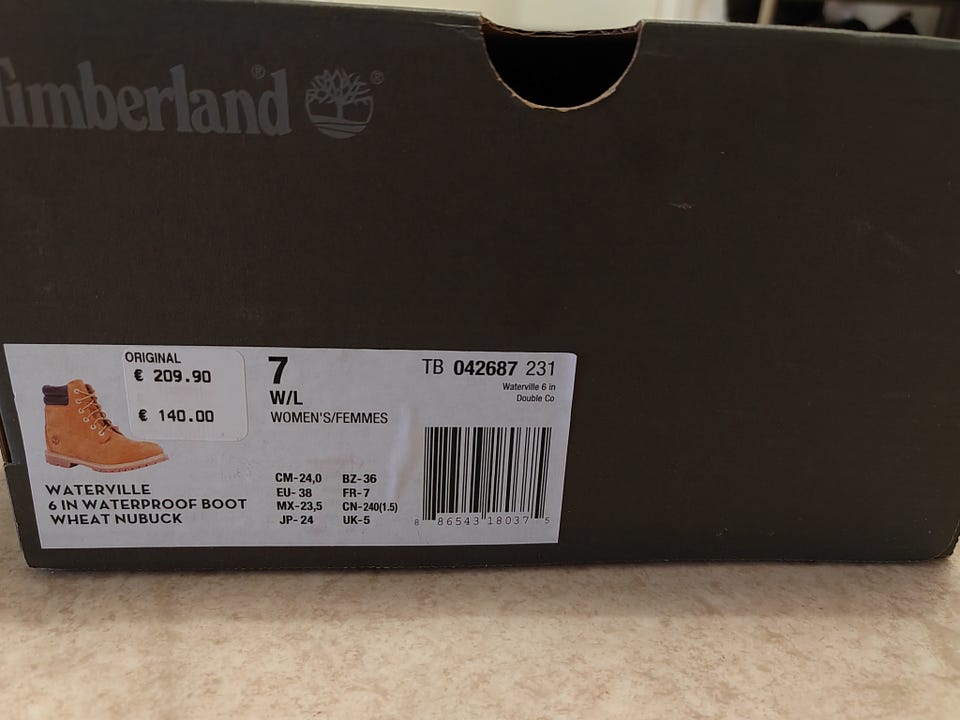 Timberland® ®
ORIGINAL
€ 209.90
€ 140.00
7
W/L
WOMEN'S/FEMMES
TB 042687 231
Waterville 6 in
Double Co
WATERVILLE
6 IN WATERPROOF BOOT
WHEAT NUBUCK
CM-24,0 BZ-36
EU-38 FR-7
MX-23,5 CN-240(1.5)
JP-24 UK-5
8 86543 18037 5